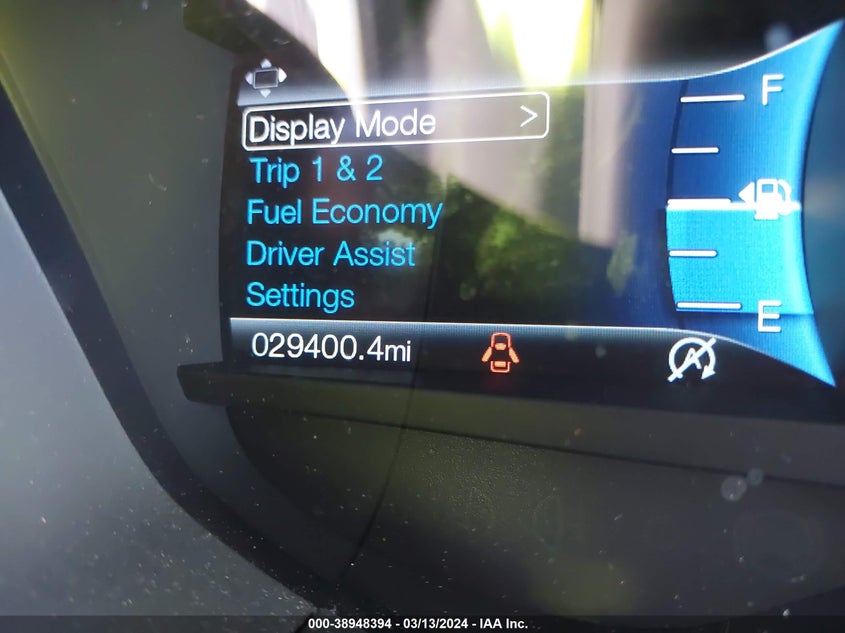 Display Mode >
Trip 1 & 2
Fuel Economy
Driver Assist
Settings
029400.4mi
F
E
A
000-38948394 - 03/13/2024 - IAA Inc.